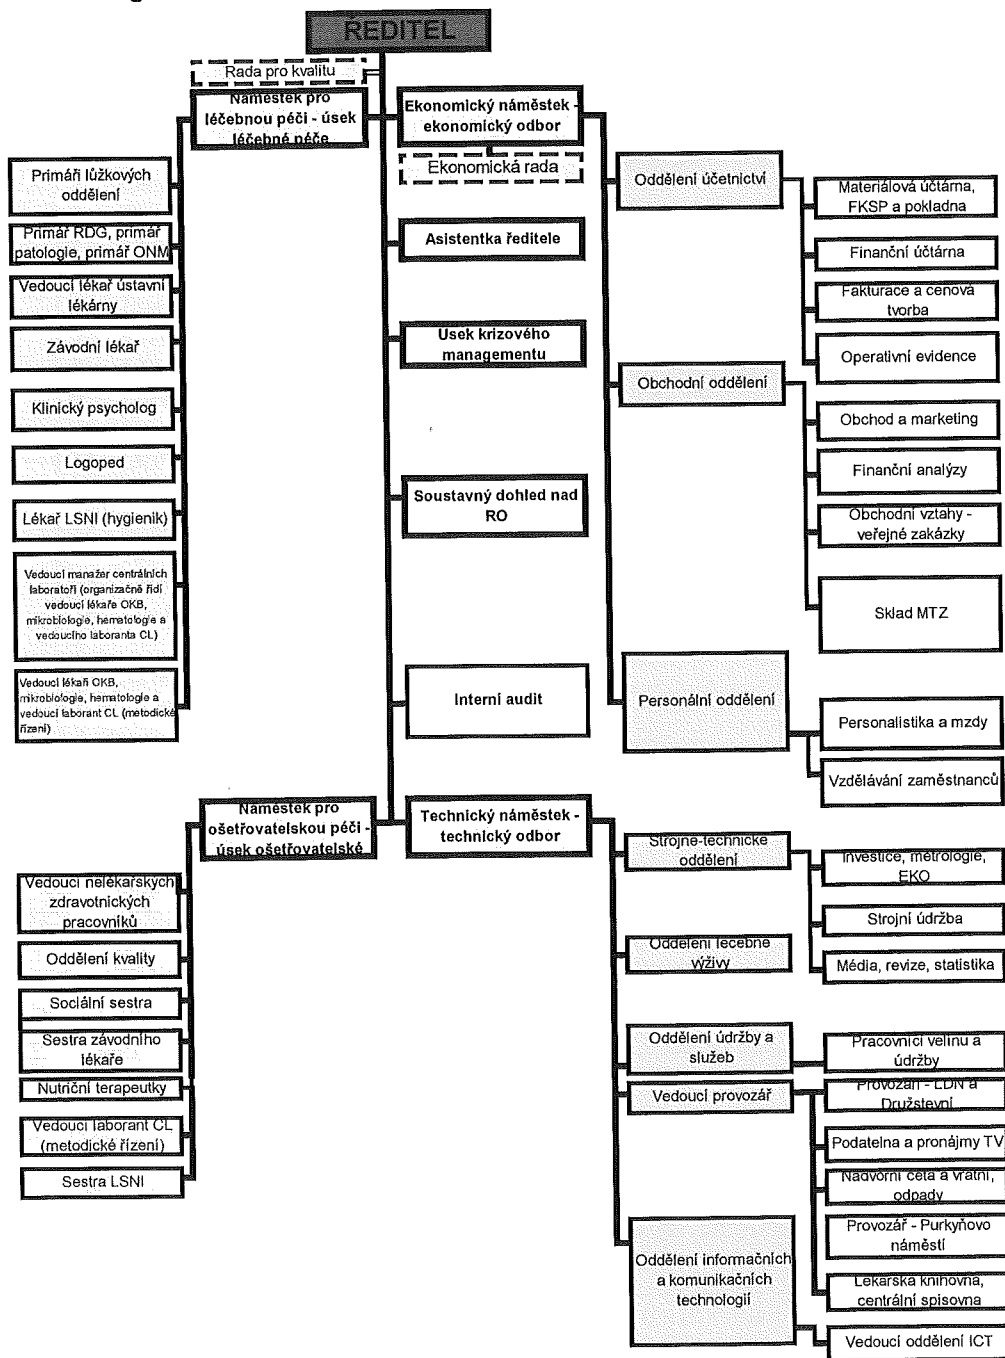 ŘEDITEL
Rada pro kvalitu
Náměstek pro
léčebnou péči - úsek
léčebné péče
Ekonomický náměstek -
ekonomický odbor
Ekonomická rada
Primáři lůžkových
oddělení
Primář RDG, primář
patologie, primář ONM
Vedoucí lékař ústavní
lékárny
Závodní lékař
Klinický psycholog
Logoped
Lékař LSNI (hygienik)
Vedoucí manažer centrálních
laboratoří (organizačně řídí
vedoucí lékaře OKB,
mikrobiologie, hematologie a
vedoucího laboranta CL)
Vedoucí lékaři OKB,
mikrobiologie, hematologie a
vedoucí laborant CL (metodické
řízení)
Asistentka ředitele
Úsek krizového
managementu
Soustavný dohled nad
RO
Interní audit
Oddělení účetnictví
Materiálová účtárna,
FKSP a pokladna
Finanční účtárna
Fakturace a cenová
tvorba
Operativní evidence
Obchodní oddělení
Obchod a marketing
Finanční analýzy
Obchodní vztahy -
veřejné zakázky
Sklad MTZ
Personální oddělení
Personalistika a mzdy
Vzdělávání zaměstnanců
Náměstek pro
ošetřovatelskou péči -
úsek ošetřovatelské
Technický náměstek -
technický odbor
Vedoucí nelékařských
zdravotnických
pracovníků
Oddělení kvality
Sociální sestra
Sestra závodního
lékaře
Nutriční terapeutky
Vedoucí laborant CL
(metodické řízení)
Sestra LSNI
Strojně-technické
oddělení
Investice, metrologie,
EKO
Strojní údržba
Média, revize, statistika
Oddělení léčebné
výživy
Oddělení údržby a
služeb
Pracovníci velínu a
údržby
Vedoucí provozář
Provozáři - LDN a
Družstevní
Podatelna a pronájmy TV
Nádvorní četa a vrátní,
odpady
Provozář - Purkyňovo
náměstí
Lékařská knihovna,
centrální spisovna
Oddělení informačních
a komunikačních
technologií
Vedoucí oddělení ICT